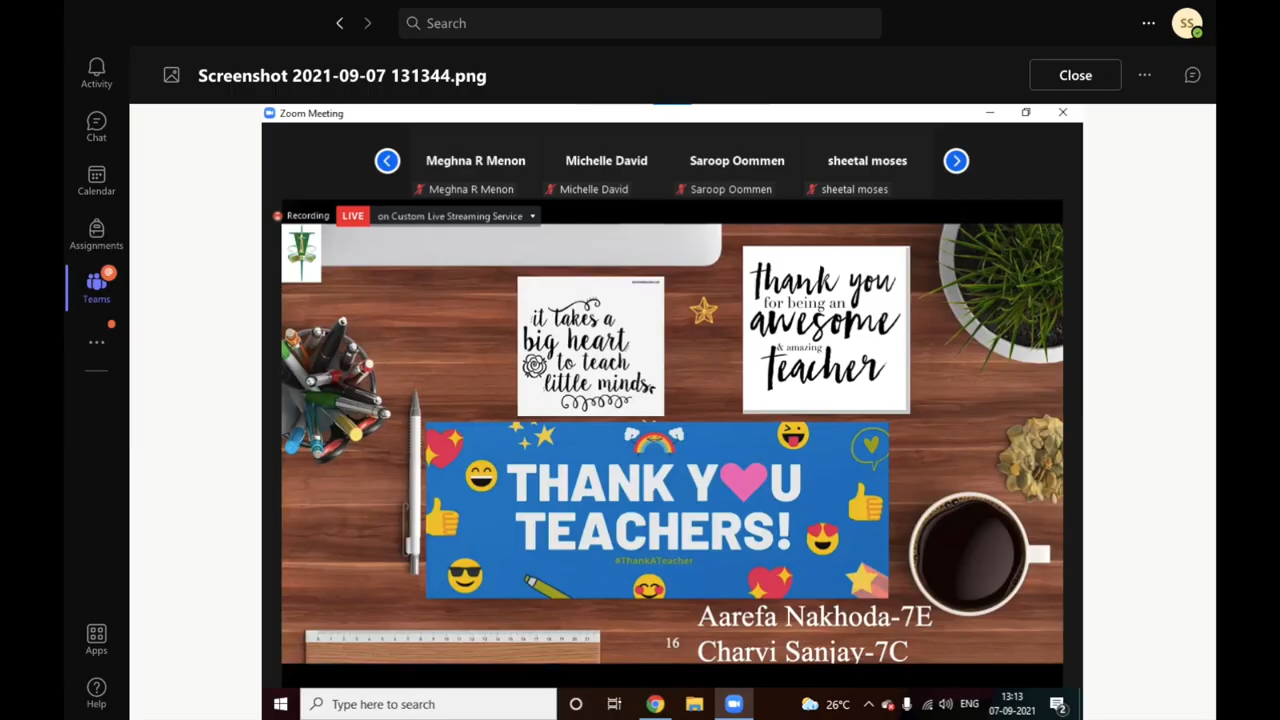 Search
SS
Activity
Chat
Calendar
Assignments
Teams
Apps
Help
Screenshot 2021-09-07 131344.png
Close
Zoom Meeting
Meghna R Menon
Michelle David
Saroop Oommen
sheetal moses
Meghna R Menon
Michelle David
Saroop Oommen
sheetal moses
Recording
LIVE
on Custom Live Streaming Service
it takes a
big heart
to teach
little minds
thank you
for being an
awesome
& amazing
teacher
THANK Y U
TEACHERS!
#ThankATeacher
Aarefa Nakhoda-7E
16
Charvi Sanjay-7C
Type here to search
26°C
ENG
13:13
07-09-2021
2